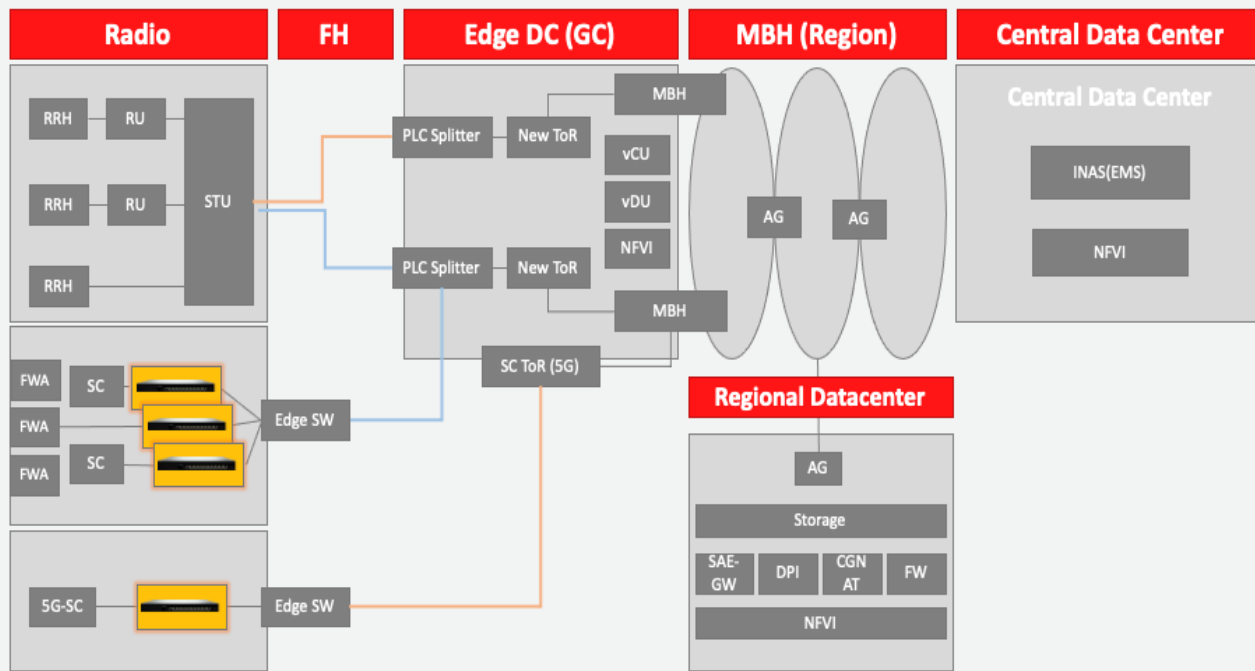 Radio
FH
Edge DC (GC)
MBH (Region)
Central Data Center
RRH
RU
STU
RRH
RU
RRH
PLC Splitter
New ToR
MBH
vCU
vDU
NFVI
PLC Splitter
New ToR
MBH
SC ToR (5G)
AG
AG
Central Data Center
INAS(EMS)
NFVI
FWA
SC
FWA
SC
FWA
Edge SW
5G-SC
Edge SW
Regional Datacenter
AG
Storage
SAE-
GW
DPI
CGN
AT
FW
NFVI